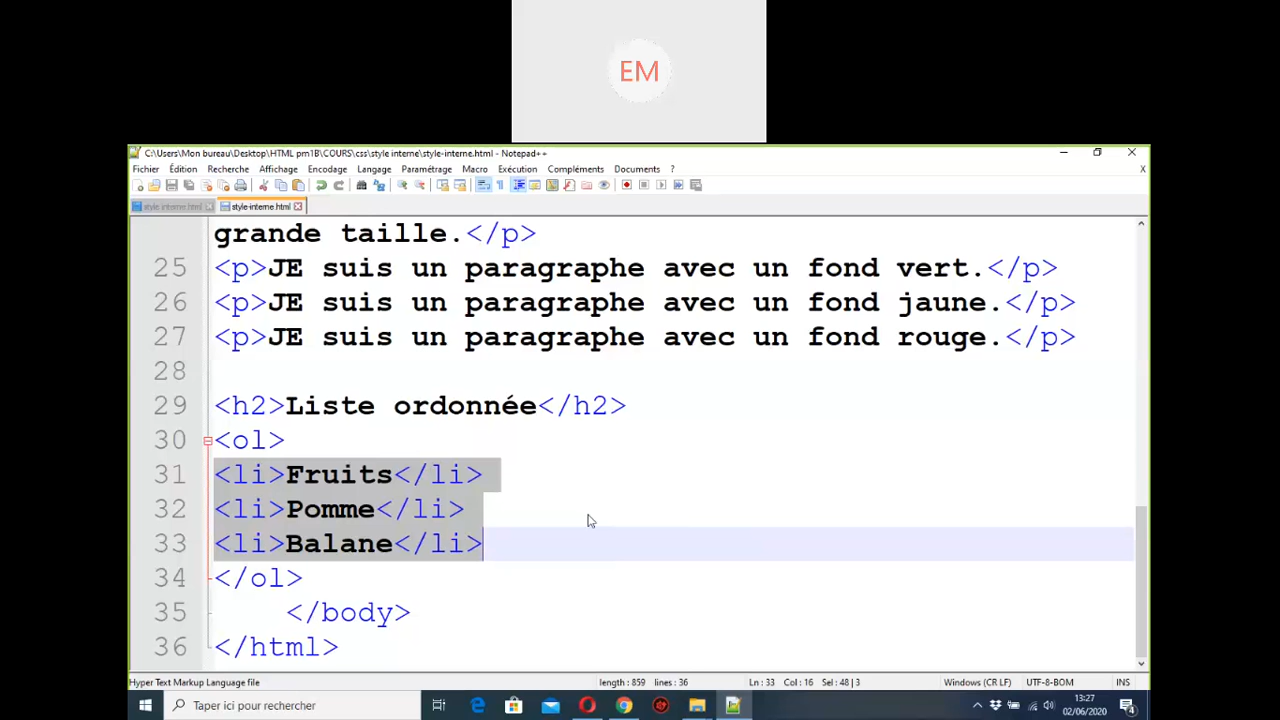 EM
C:\Users\Mon bureau\Desktop\HTML pm1B\COURS\css\style interne\style-interne.html - Notepad++
Fichier Édition Recherche Affichage Encodage Langage Paramétrage Macro Exécution Compléments Documents ? X
style interne.html style-interne.html
grande taille.</p>
25 <p>JE suis un paragraphe avec un fond vert.</p>
26 <p>JE suis un paragraphe avec un fond jaune.</p>
27 <p>JE suis un paragraphe avec un fond rouge.</p>
28
29 <h2>Liste ordonnée</h2>
30 <ol>
31 <li>Fruits</li>
32 <li>Pomme</li>
33 <li>Balane</li>
34 </ol>
35 </body>
36 </html>
Hyper Text Markup Language file length : 859 lines : 36 Ln : 33 Col : 16 Sel : 48 | 3 Windows (CR LF) UTF-8-BOM INS
Taper ici pour rechercher
13:27
02/06/2020
4